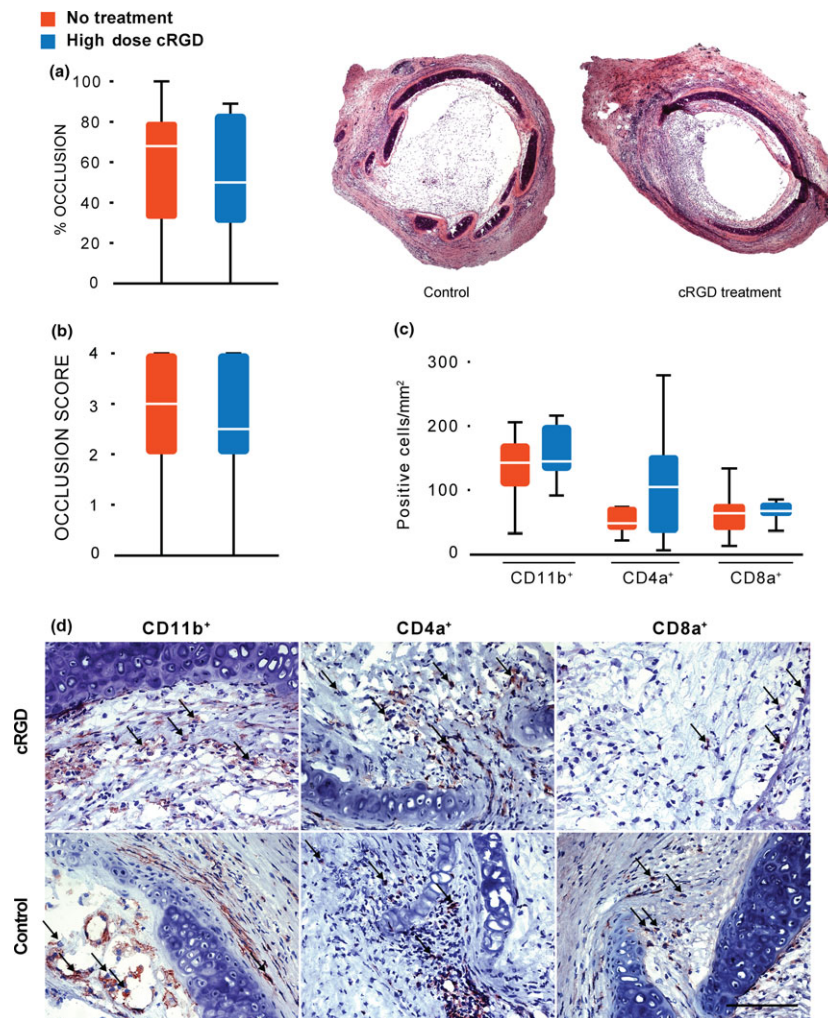 No treatment
High dose cRGD
(a)
100
80
60
40
20
0
% OCCLUSION
Control
cRGD treatment
(b)
4
3
2
1
0
OCCLUSION SCORE
(c)
300
200
100
0
Positive cells/mm²
CD11b⁺
CD4a⁺
CD8a⁺
(d)
CD11b⁺
CD4a⁺
CD8a⁺
cRGD
Control